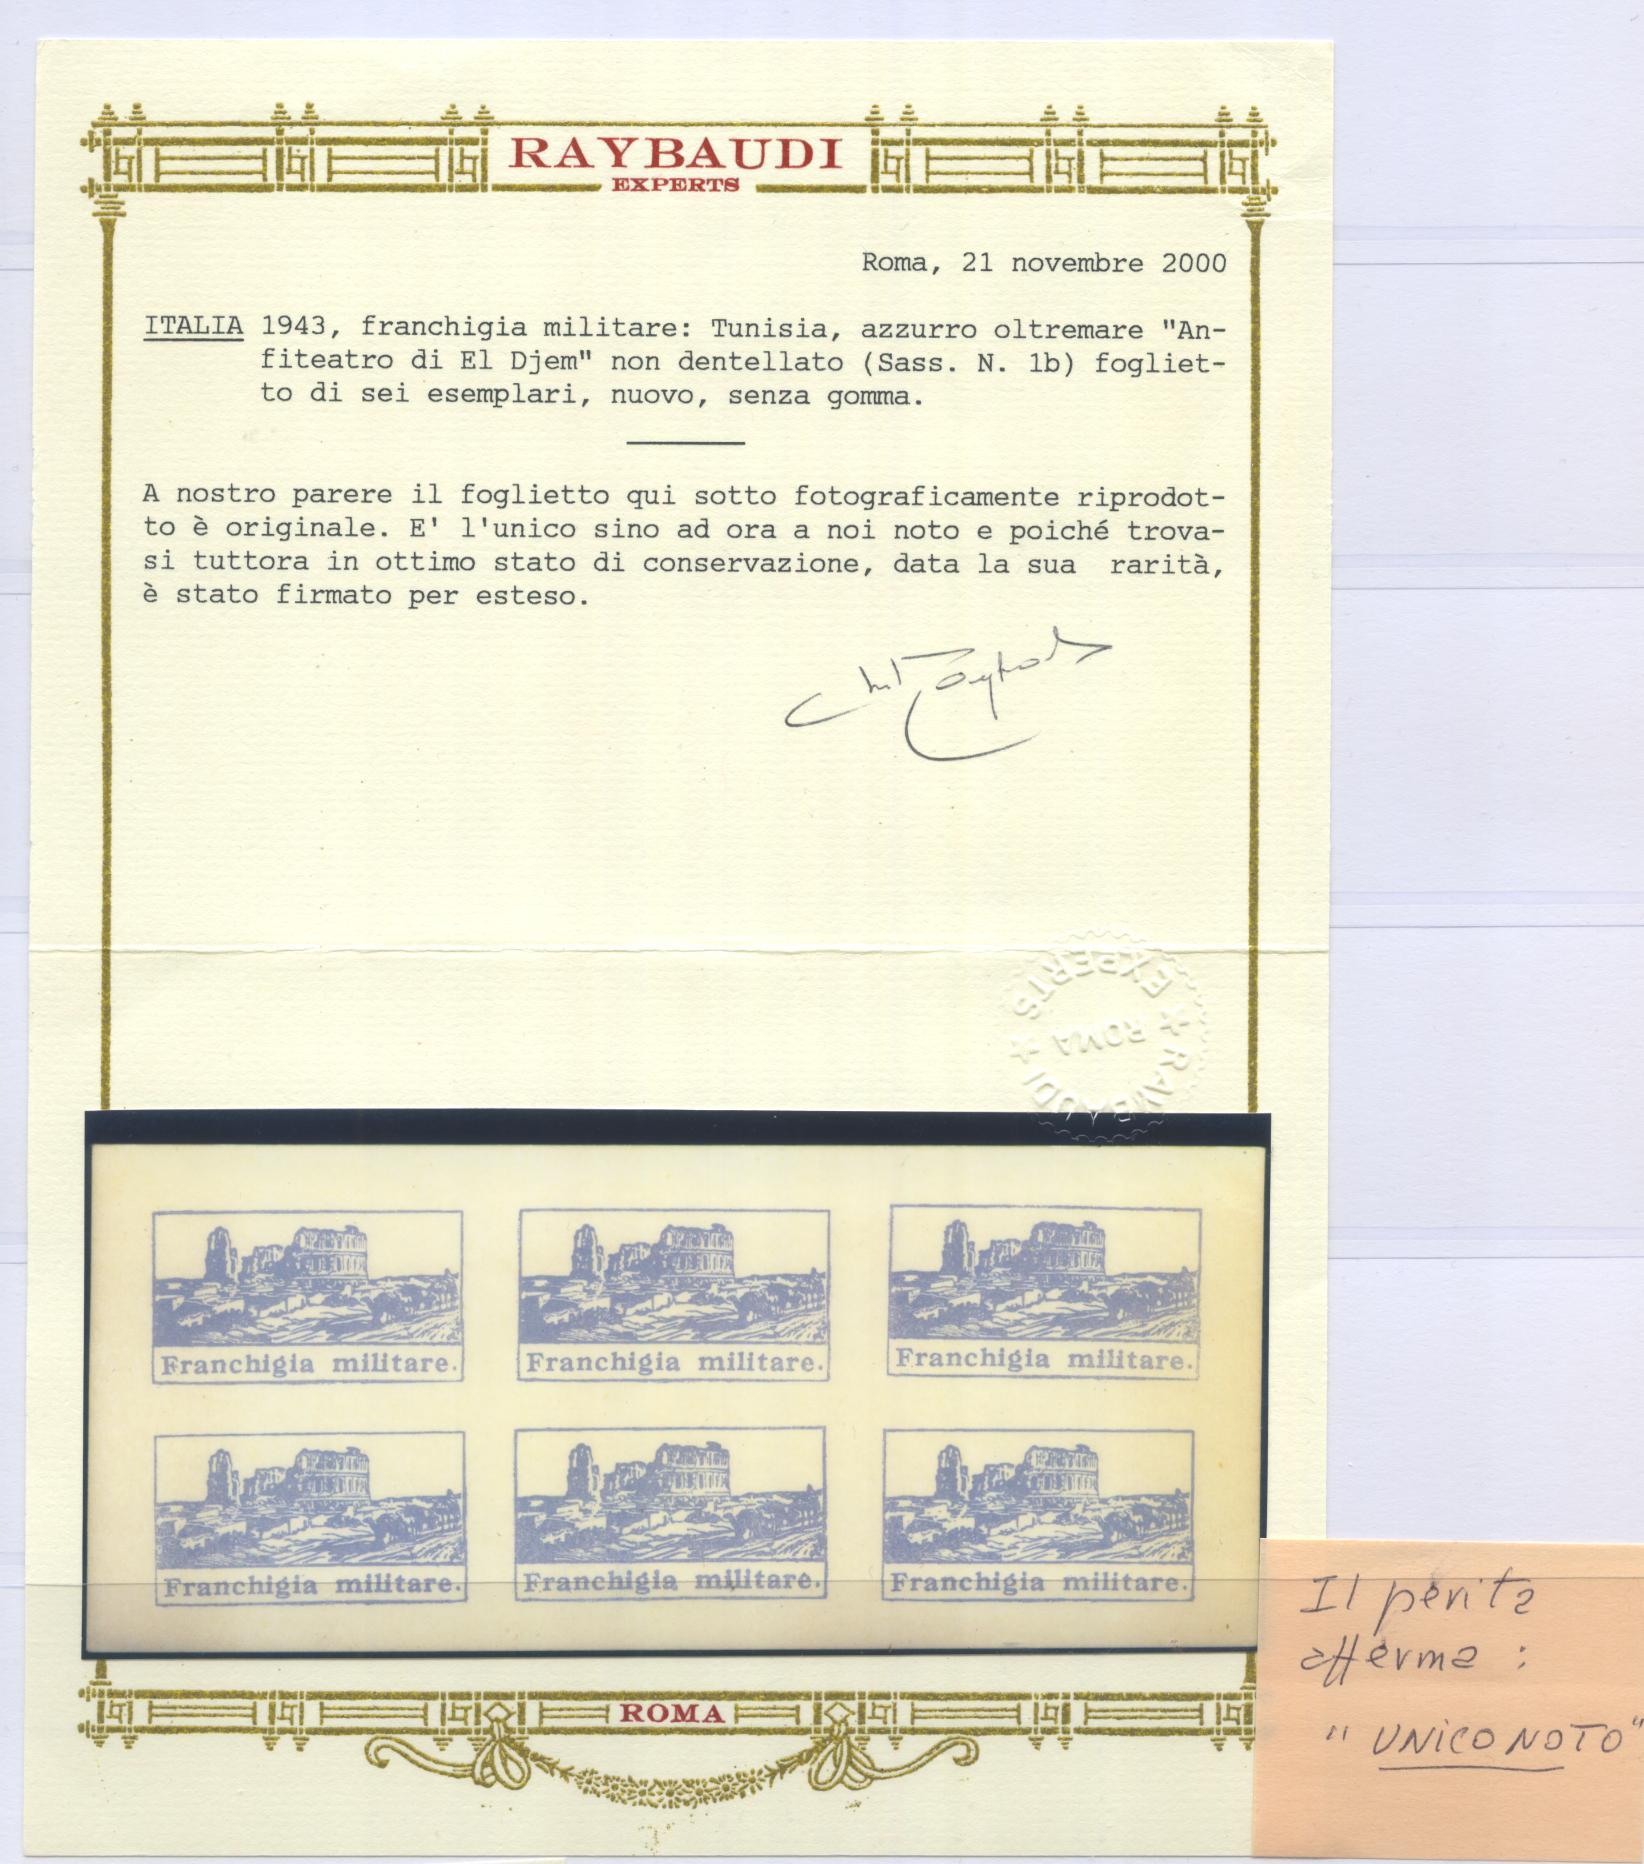 RAYBAUDI
EXPERTS
Roma, 21 novembre 2000
ITALIA 1943, franchigia militare: Tunisia, azzurro oltremare "An-
fiteatro di El Djem" non dentellato (Sass. N. 1b) fogliet-
to di sei esemplari, nuovo, senza gomma.
A nostro parere il foglietto qui sotto fotograficamente riprodot-
to è originale. E' l'unico sino ad ora a noi noto e poiché trova-
si tuttora in ottimo stato di conservazione, data la sua rarità,
è stato firmato per esteso.
RAYBAUDI ★ EXPERTS ★
ROMA
Franchigia militare.
Franchigia militare.
Franchigia militare.
Franchigia militare.
Franchigia militare.
Franchigia militare.
ROMA
Il perita
afferma :
" UNICO NOTO"